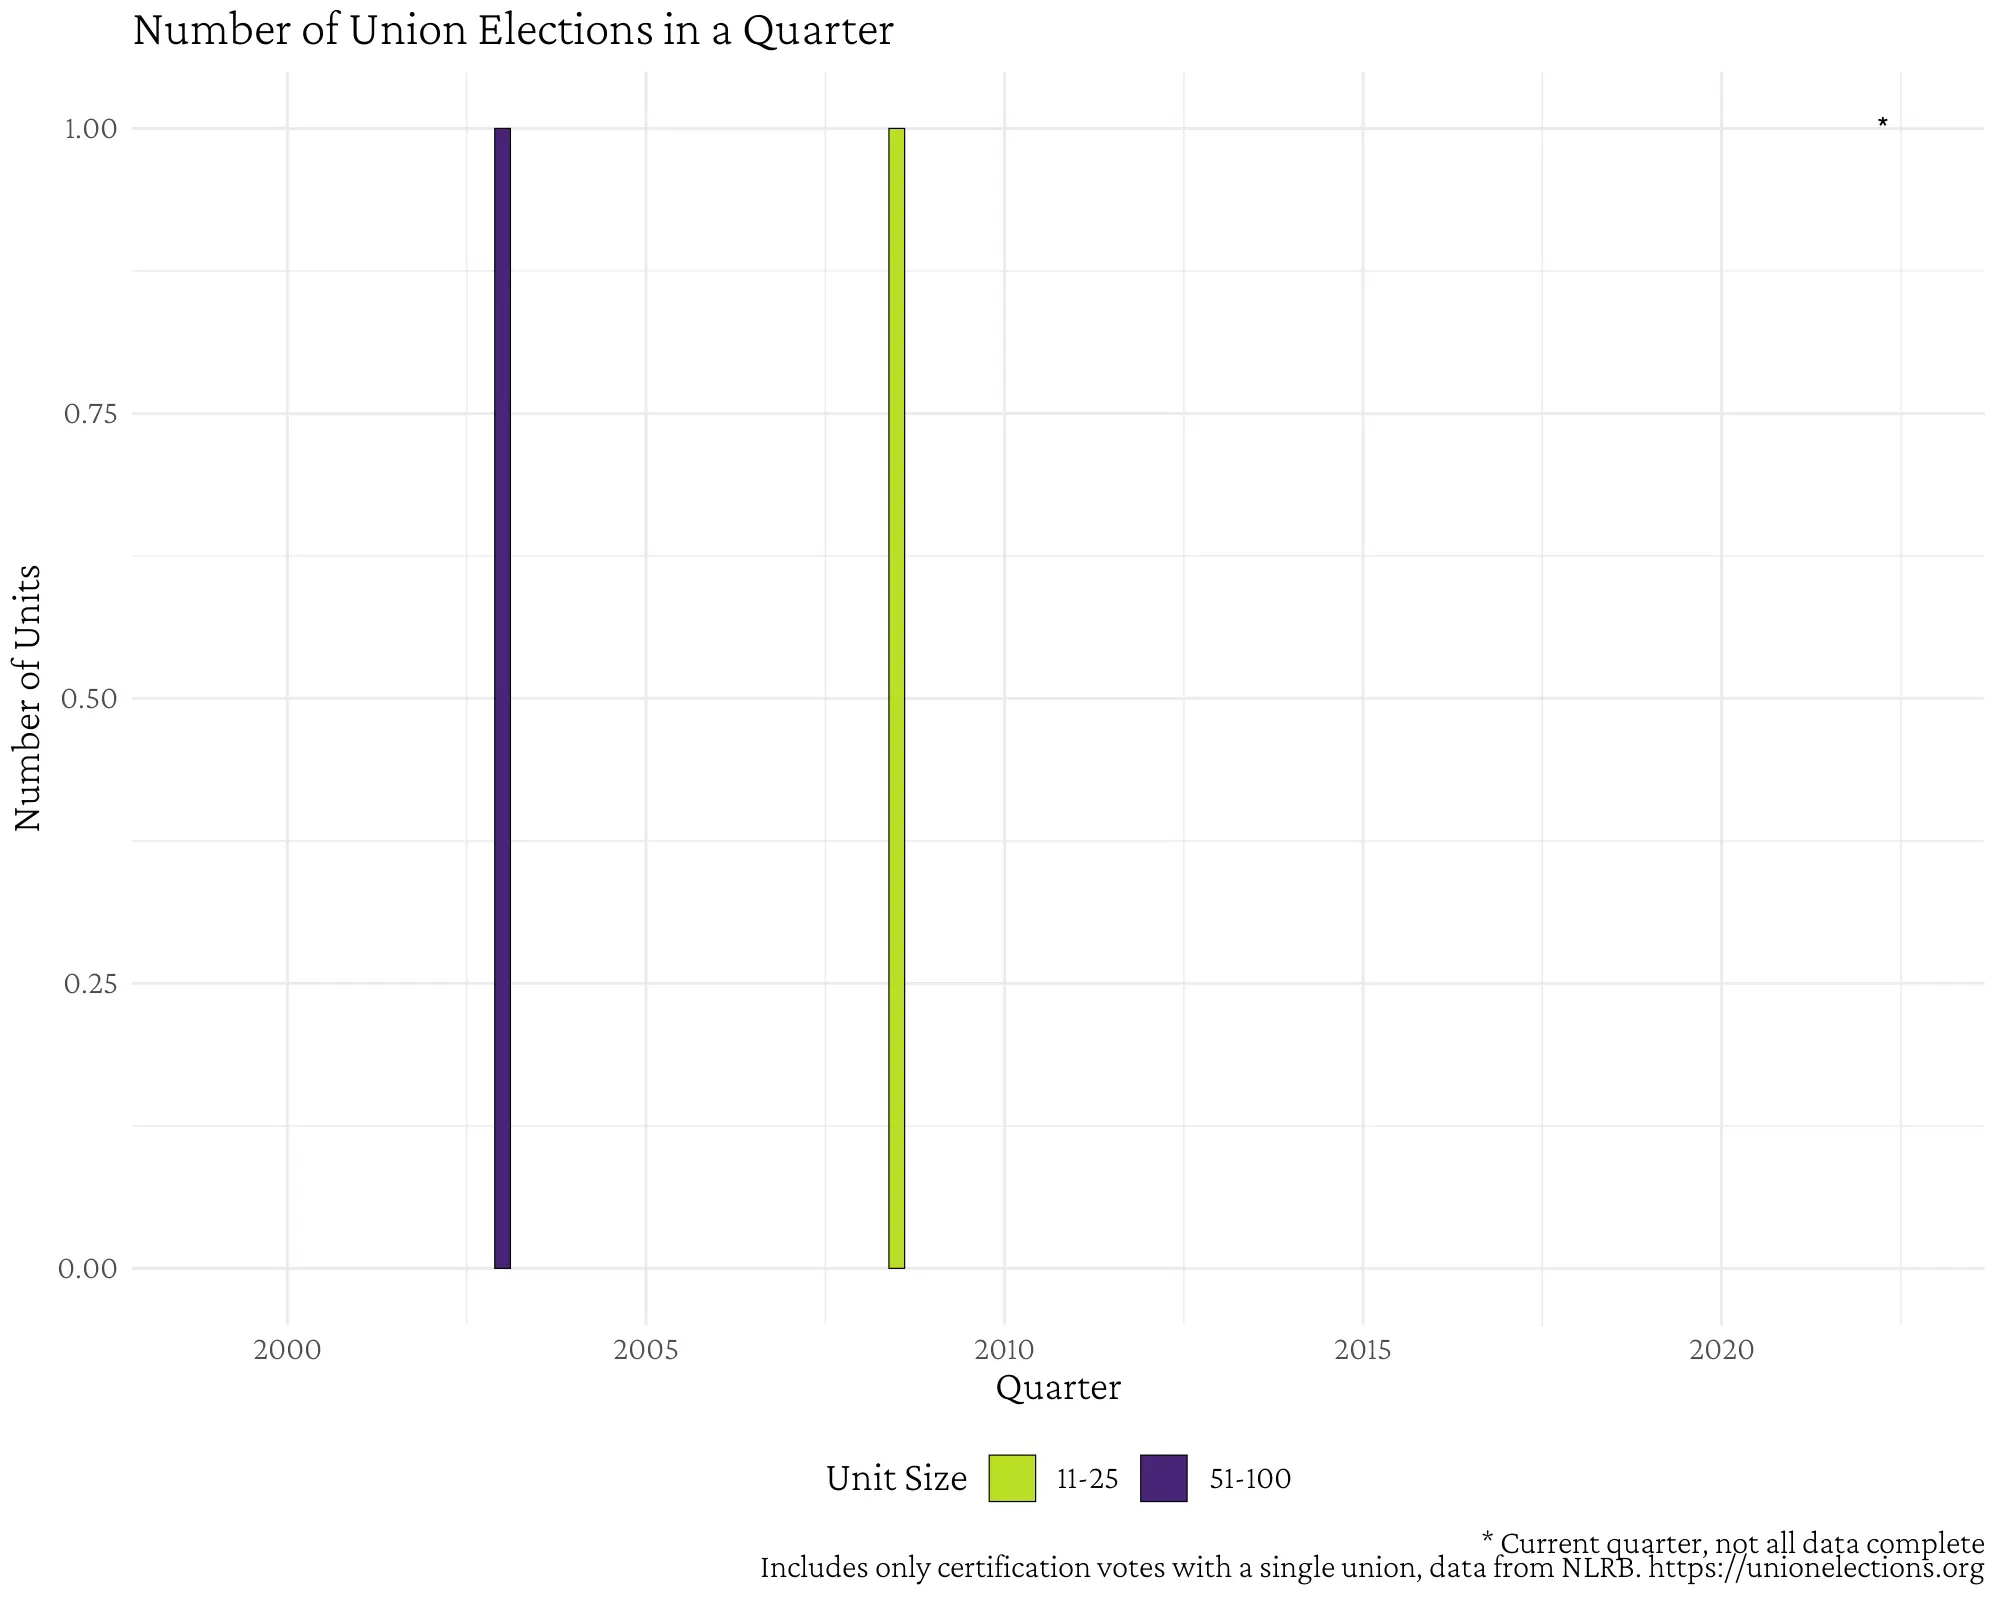 Number of Union Elections in a Quarter
1.00
*
0.75
0.50
0.25
0.00
Number of Units
2000 2005 2010 2015 2020
Quarter
Unit Size 11-25 51-100
* Current quarter, not all data complete
Includes only certification votes with a single union, data from NLRB. https://unionelections.org